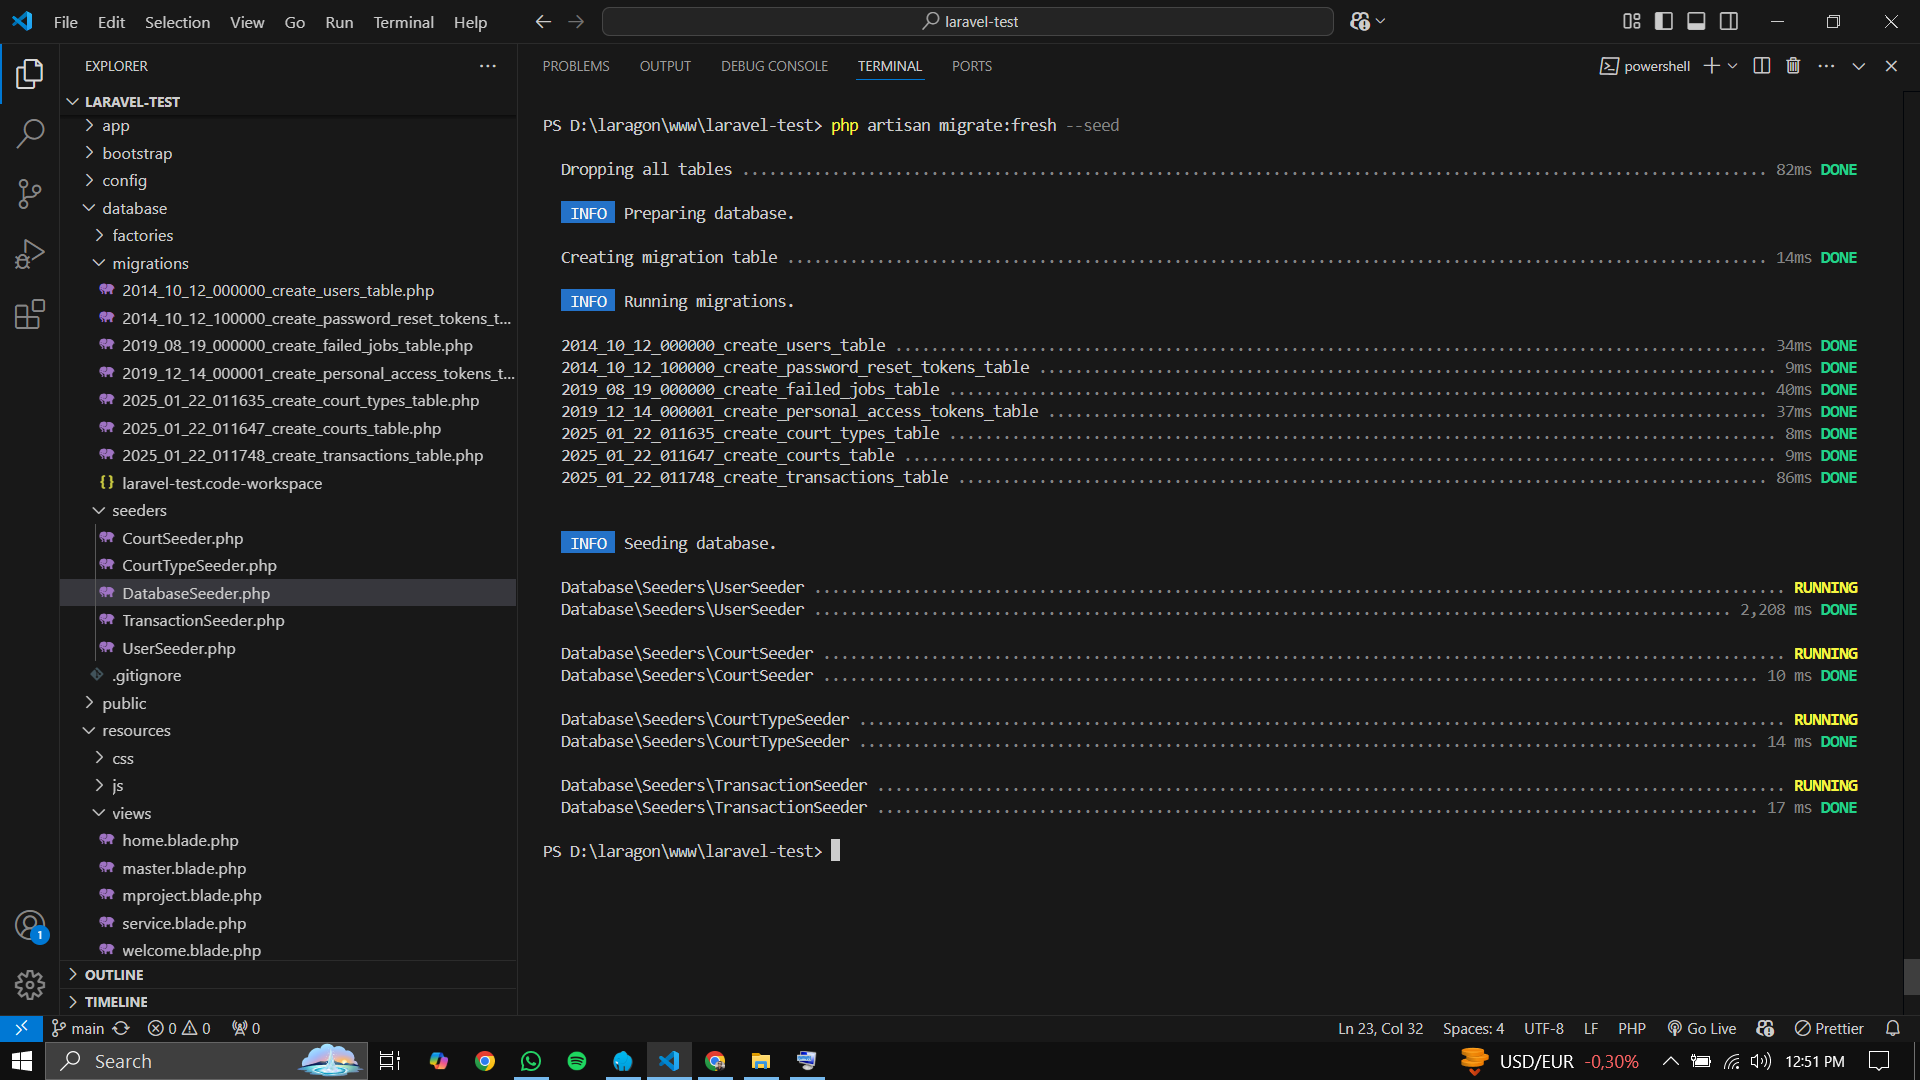 File Edit Selection View Go Run Terminal Help
laravel-test
EXPLORER
LARAVEL-TEST
app
bootstrap
config
database
factories
migrations
2014_10_12_000000_create_users_table.php
2014_10_12_100000_create_password_reset_tokens_t...
2019_08_19_000000_create_failed_jobs_table.php
2019_12_14_000001_create_personal_access_tokens_t...
2025_01_22_011635_create_court_types_table.php
2025_01_22_011647_create_courts_table.php
2025_01_22_011748_create_transactions_table.php
{} laravel-test.code-workspace
seeders
CourtSeeder.php
CourtTypeSeeder.php
DatabaseSeeder.php
TransactionSeeder.php
UserSeeder.php
.gitignore
public
resources
css
js
views
home.blade.php
master.blade.php
mproject.blade.php
service.blade.php
welcome.blade.php
OUTLINE
TIMELINE
1
PROBLEMS OUTPUT DEBUG CONSOLE TERMINAL PORTS
powershell
PS D:\laragon\www\laravel-test> php artisan migrate:fresh --seed
Dropping all tables ........ 82ms DONE
INFO Preparing database.
Creating migration table ........ 14ms DONE
INFO Running migrations.
2014_10_12_000000_create_users_table ........ 34ms DONE
2014_10_12_100000_create_password_reset_tokens_table ........ 9ms DONE
2019_08_19_000000_create_failed_jobs_table ........ 40ms DONE
2019_12_14_000001_create_personal_access_tokens_table ........ 37ms DONE
2025_01_22_011635_create_court_types_table ........ 8ms DONE
2025_01_22_011647_create_courts_table ........ 9ms DONE
2025_01_22_011748_create_transactions_table ........ 86ms DONE
INFO Seeding database.
Database\Seeders\UserSeeder ........ RUNNING
Database\Seeders\UserSeeder ........ 2,208 ms DONE
Database\Seeders\CourtSeeder ........ RUNNING
Database\Seeders\CourtSeeder ........ 10 ms DONE
Database\Seeders\CourtTypeSeeder ........ RUNNING
Database\Seeders\CourtTypeSeeder ........ 14 ms DONE
Database\Seeders\TransactionSeeder ........ RUNNING
Database\Seeders\TransactionSeeder ........ 17 ms DONE
PS D:\laragon\www\laravel-test>
main 0 0 0 Ln 23, Col 32 Spaces: 4 UTF-8 LF PHP Go Live Prettier
Search USD/EUR -0,30% 12:51 PM